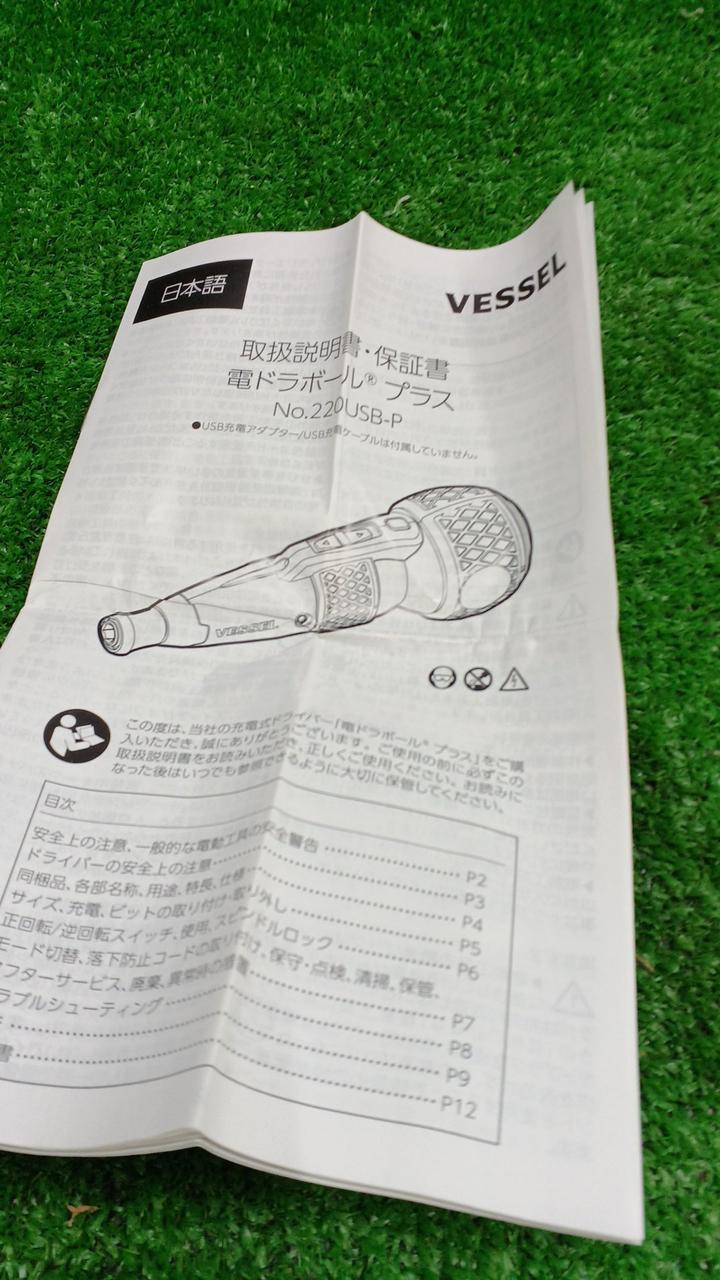 日本語
VESSEL
取扱説明書・保証書
電ドラボール® プラス
No.220USB-P
●USB充電アダプター/USB充電ケーブルは付属していません。
VESSEL
この度は、当社の充電式ドライバー「電ドラボール® プラス」をご購
入いただき、誠にありがとうございます。ご使用の前に必ずこの
取扱説明書をお読みいただき、正しくご使用ください。お読みに
なった後はいつでも参照できるように大切に保管してください。
目次
安全上の注意、一般的な電動工具の安全警告 P2
ドライバーの安全上の注意 P3
同梱品、各部名称、用途、特長、仕様 P4
サイズ、充電、ビットの取り付け・取り外し P5
正回転/逆回転スイッチ、使用、スピンドルロック P6
モード切替、落下防止コードの取り付け、保守・点検、清掃、保管、
フターサービス、廃棄、異常時の P7
ラブルシューティング P8
P9
書 P12